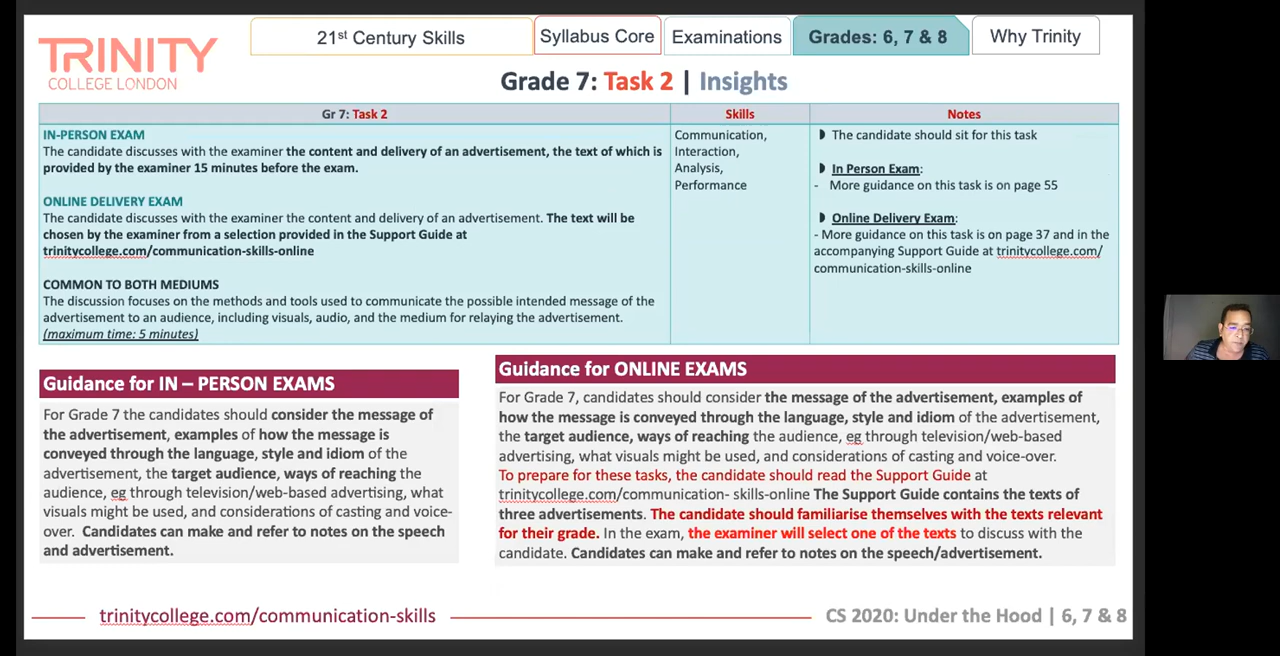 TRINITY
COLLEGE LONDON
21st Century Skills
Syllabus Core
Examinations
Grades: 6, 7 & 8
Why Trinity
Grade 7: Task 2 | Insights
Gr 7: Task 2
Skills
Notes
IN-PERSON EXAM
The candidate discusses with the examiner the content and delivery of an advertisement, the text of which is
provided by the examiner 15 minutes before the exam.
ONLINE DELIVERY EXAM
The candidate discusses with the examiner the content and delivery of an advertisement. The text will be
chosen by the examiner from a selection provided in the Support Guide at
trinitycollege.com/communication-skills-online
COMMON TO BOTH MEDIUMS
The discussion focuses on the methods and tools used to communicate the possible intended message of the
advertisement to an audience, including visuals, audio, and the medium for relaying the advertisement.
(maximum time: 5 minutes)
Communication,
Interaction,
Analysis,
Performance
The candidate should sit for this task
In Person Exam:
- More guidance on this task is on page 55
Online Delivery Exam:
- More guidance on this task is on page 37 and in the
accompanying Support Guide at trinitycollege.com/
communication-skills-online
Guidance for IN – PERSON EXAMS
For Grade 7 the candidates should consider the message of
the advertisement, examples of how the message is
conveyed through the language, style and idiom of the
advertisement, the target audience, ways of reaching the
audience, eg through television/web-based advertising, what
visuals might be used, and considerations of casting and voice-
over. Candidates can make and refer to notes on the speech
and advertisement.
Guidance for ONLINE EXAMS
For Grade 7, candidates should consider the message of the advertisement, examples of
how the message is conveyed through the language, style and idiom of the advertisement,
the target audience, ways of reaching the audience, eg through television/web-based
advertising, what visuals might be used, and considerations of casting and voice-over.
To prepare for these tasks, the candidate should read the Support Guide at
trinitycollege.com/communication- skills-online The Support Guide contains the texts of
three advertisements. The candidate should familiarise themselves with the texts relevant
for their grade. In the exam, the examiner will select one of the texts to discuss with the
candidate. Candidates can make and refer to notes on the speech/advertisement.
trinitycollege.com/communication-skills
CS 2020: Under the Hood | 6, 7 & 8